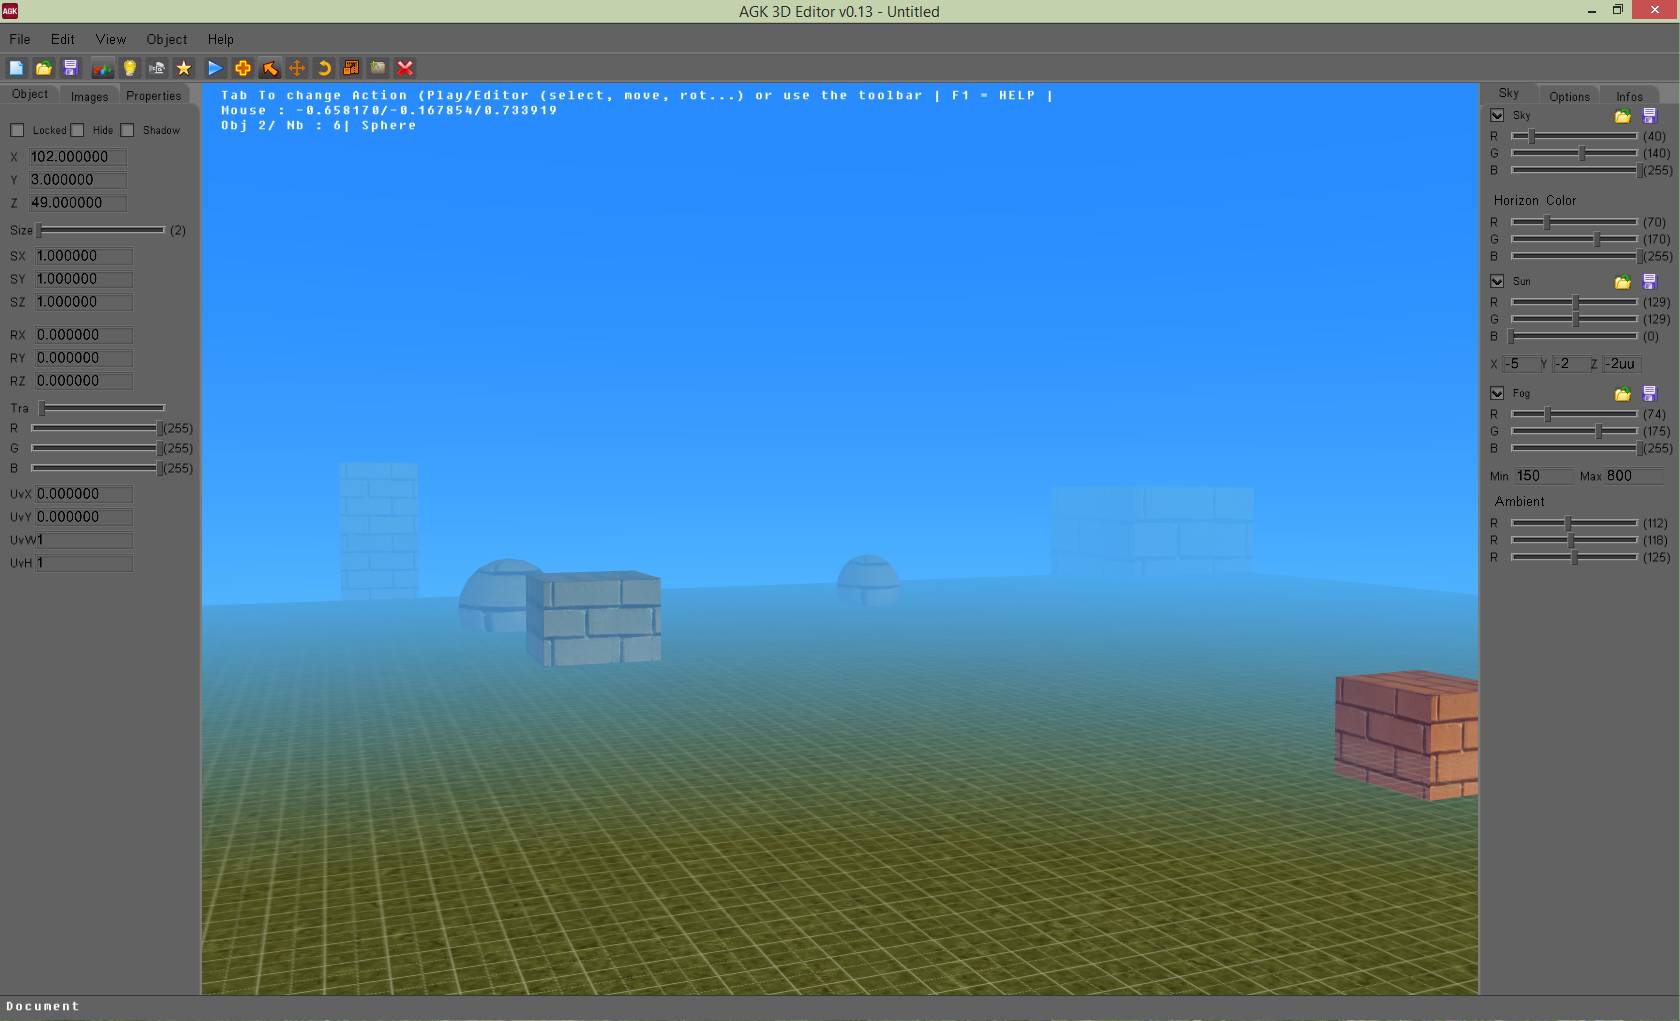 AGK
AGK 3D Editor v0.13 - Untitled
File Edit View Object Help
Object Images Properties
Locked Hide Shadow
X 102.000000
Y 3.000000
Z 49.000000
Size (2)
SX 1.000000
SY 1.000000
SZ 1.000000
RX 0.000000
RY 0.000000
RZ 0.000000
Tra
R (255)
G (255)
B (255)
UvX 0.000000
UvY 0.000000
UvW 1
UvH 1
Tab To change Action (Play/Editor (select, move, rot...) or use the toolbar | F1 = HELP |
Mouse : -0.658170/-0.167854/0.733919
Obj 2/ Nb : 6| Sphere
Sky Options Infos
Sky
R (40)
G (140)
B (255)
Horizon Color
R (70)
G (170)
B (255)
Sun
R (129)
G (129)
B (0)
X -5 Y -2 Z -2uu
Fog
R (74)
G (175)
B (255)
Min 150 Max 800
Ambient
R (112)
R (118)
R (125)
Document